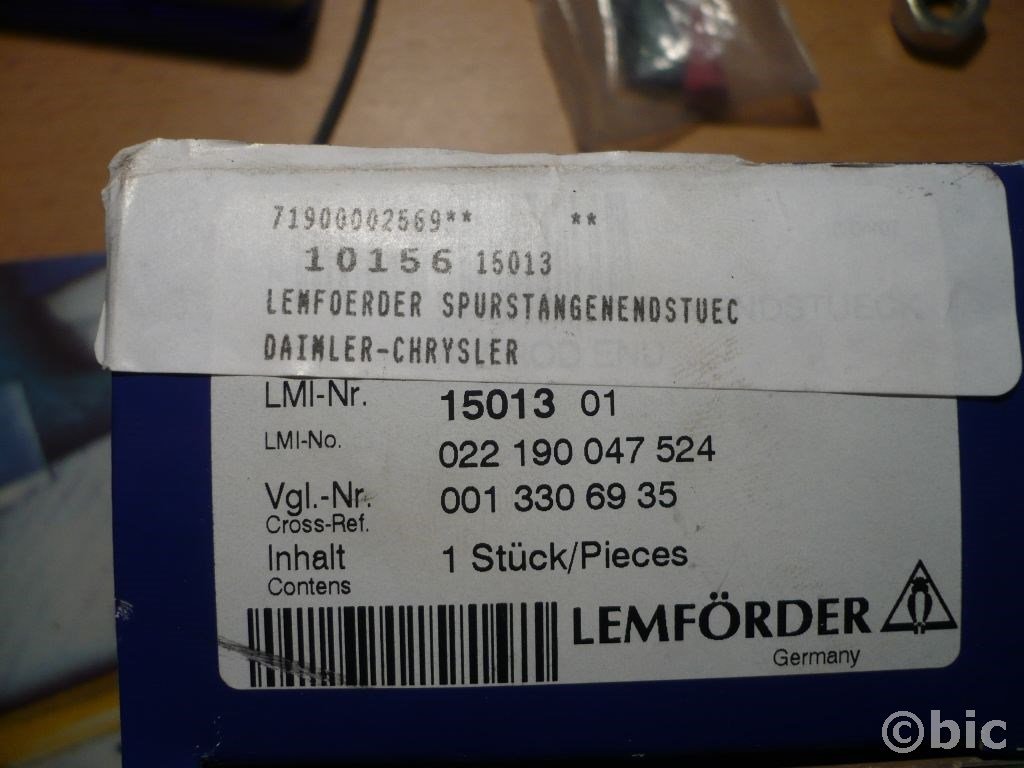 71900002569** **
10156 15013
LEMFOERDER SPURSTANGENENDSTUEC
DAIMLER-CHRYSLER
LMI-Nr. 15013 01
LMI-No. 022 190 047 524
Vgl.-Nr. 001 330 69 35
Cross-Ref.
Inhalt 1 Stück/Pieces
Contens
LEMFÖRDER
Germany
©bic